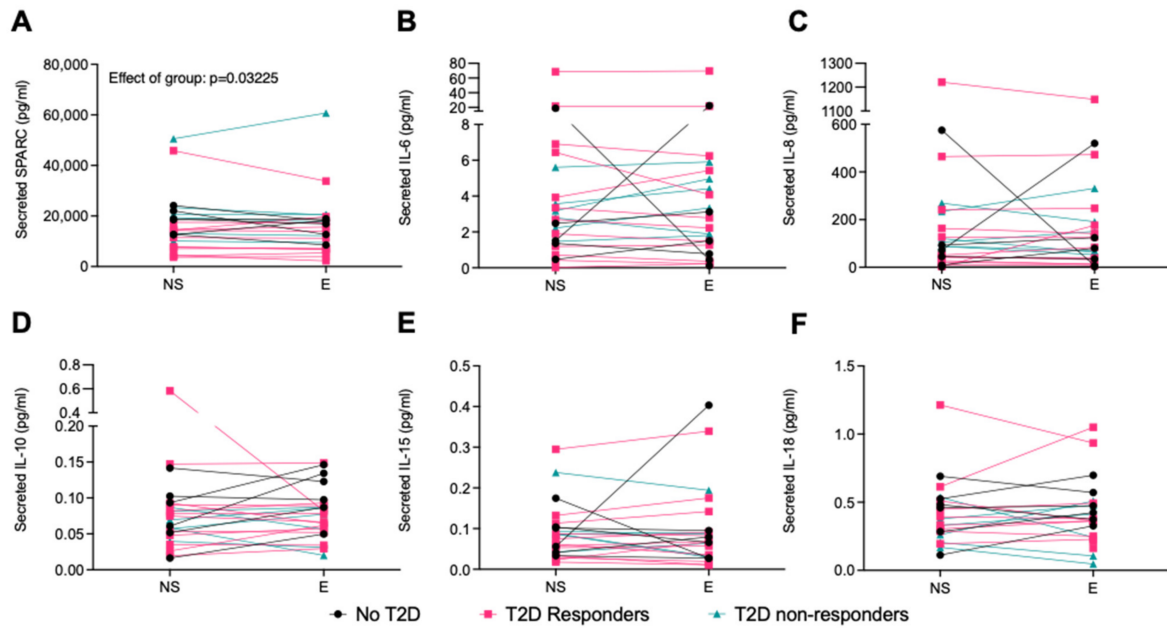 A
B
C
Effect of group: p=0.03225
Secreted SPARC (pg/ml)
80,000
60,000
40,000
20,000
0
NS
E
Secreted IL-6 (pg/ml)
80
60
40
20
8
6
4
2
0
NS
E
Secreted IL-8 (pg/ml)
1300
1200
1100
1000
600
400
200
0
NS
E
D
E
F
Secreted IL-10 (pg/ml)
0.8
0.6
0.4
0.20
0.15
0.10
0.05
0.00
NS
E
Secreted IL-15 (pg/ml)
0.5
0.4
0.3
0.2
0.1
0.0
NS
E
Secreted IL-18 (pg/ml)
1.5
1.0
0.5
0.0
NS
E
No T2D
T2D Responders
T2D non-responders